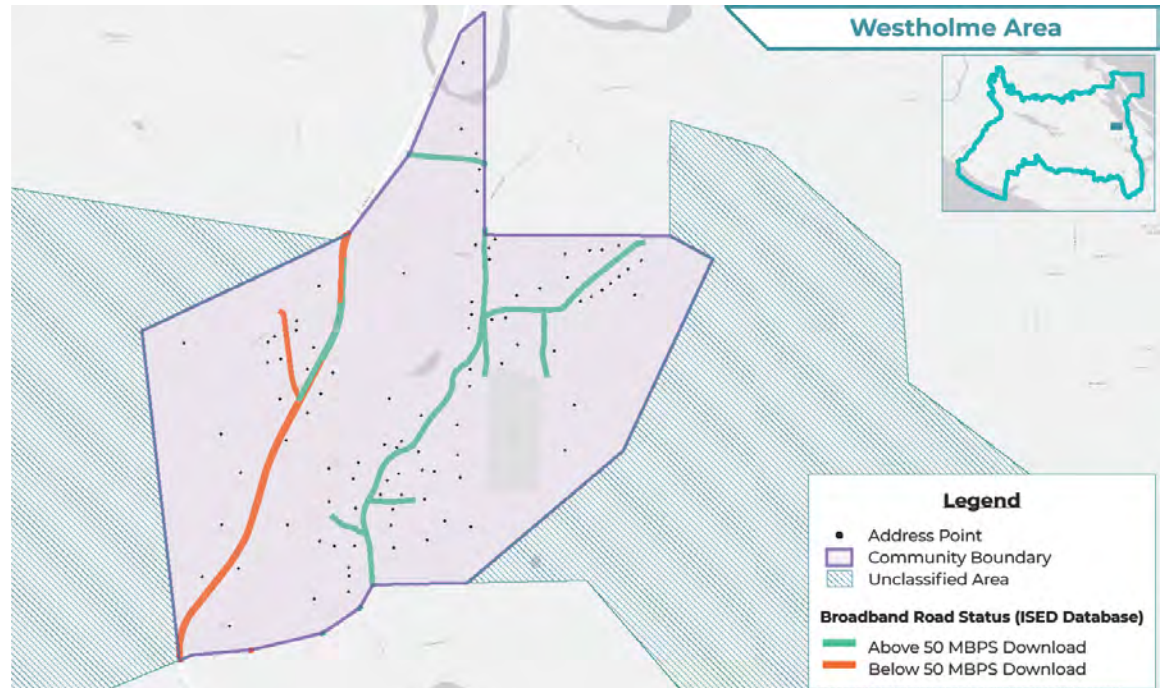 Westholme Area
Legend
Address Point
Community Boundary
Unclassified Area
Broadband Road Status (ISED Database)
Above 50 MBPS Download
Below 50 MBPS Download